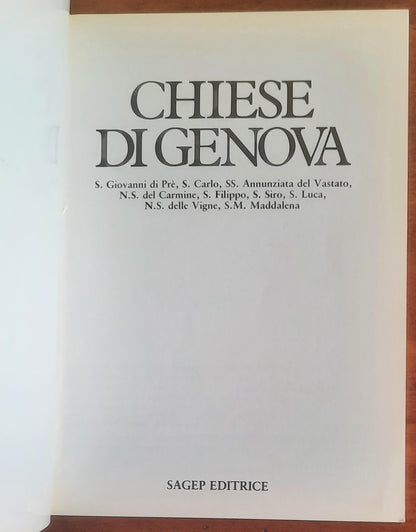 CHIESE
DI GENOVA
S. Giovanni di Prè, S. Carlo, SS. Annunziata del Vastato,
N.S. del Carmine, S. Filippo, S. Siro, S. Luca,
N.S. delle Vigne, S.M. Maddalena
SAGEP EDITRICE